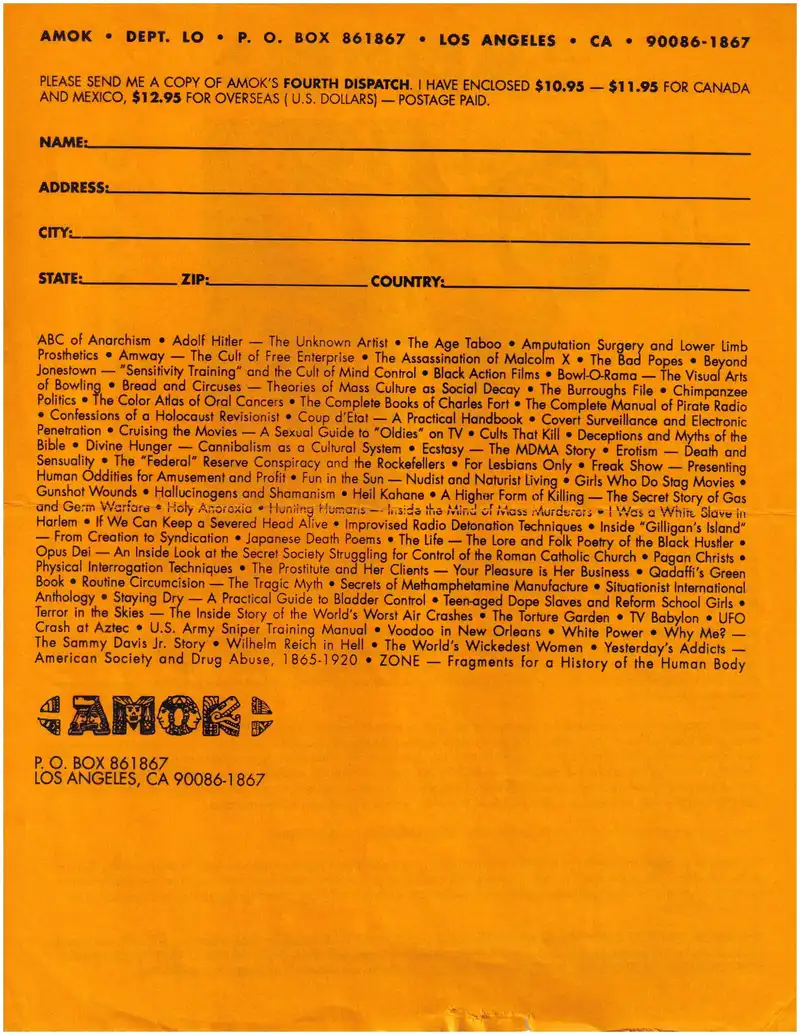 AMOK • DEPT. LO • P. O. BOX 861867 • LOS ANGELES • CA • 90086-1867
PLEASE SEND ME A COPY OF AMOK'S FOURTH DISPATCH. I HAVE ENCLOSED $10.95 — $11.95 FOR CANADA
AND MEXICO, $12.95 FOR OVERSEAS ( U.S. DOLLARS) — POSTAGE PAID.
NAME:
ADDRESS:
CITY:
STATE: ZIP: COUNTRY:
ABC of Anarchism • Adolf Hitler — The Unknown Artist • The Age Taboo • Amputation Surgery and Lower Limb
Prosthetics • Amway — The Cult of Free Enterprise • The Assassination of Malcolm X • The Bad Popes • Beyond
Jonestown — "Sensitivity Training" and the Cult of Mind Control • Black Action Films • Bowl-O-Rama — The Visual Arts
of Bowling • Bread and Circuses — Theories of Mass Culture as Social Decay • The Burroughs File • Chimpanzee
Politics • The Color Atlas of Oral Cancers • The Complete Books of Charles Fort • The Complete Manual of Pirate Radio
• Confessions of a Holocaust Revisionist • Coup d'Etat — A Practical Handbook • Covert Surveillance and Electronic
Penetration • Cruising the Movies — A Sexual Guide to "Oldies" on TV • Cults That Kill • Deceptions and Myths of the
Bible • Divine Hunger — Cannibalism as a Cultural System • Ecstasy — The MDMA Story • Erotism — Death and
Sensuality • The "Federal" Reserve Conspiracy and the Rockefellers • For Lesbians Only • Freak Show — Presenting
Human Oddities for Amusement and Profit • Fun in the Sun — Nudist and Naturist Living • Girls Who Do Stag Movies •
Gunshot Wounds • Hallucinogens and Shamanism • Heil Kahane • A Higher Form of Killing — The Secret Story of Gas
and Germ Warfare • Holy Anorexia • Hunting Humans — Inside the Mind of Mass Murderers • I Was a White Slave in
Harlem • If We Can Keep a Severed Head Alive • Improvised Radio Detonation Techniques • Inside "Gilligan's Island"
— From Creation to Syndication • Japanese Death Poems • The Life — The Lore and Folk Poetry of the Black Hustler •
Opus Dei — An Inside Look at the Secret Society Struggling for Control of the Roman Catholic Church • Pagan Christs •
Physical Interrogation Techniques • The Prostitute and Her Clients — Your Pleasure is Her Business • Qadaffi's Green
Book • Routine Circumcision — The Tragic Myth • Secrets of Methamphetamine Manufacture • Situationist International
Anthology • Staying Dry — A Practical Guide to Bladder Control • Teen-aged Dope Slaves and Reform School Girls •
Terror in the Skies — The Inside Story of the World's Worst Air Crashes • The Torture Garden • TV Babylon • UFO
Crash at Aztec • U.S. Army Sniper Training Manual • Voodoo in New Orleans • White Power • Why Me? —
The Sammy Davis Jr. Story • Wilhelm Reich in Hell • The World's Wickedest Women • Yesterday's Addicts —
American Society and Drug Abuse, 1865-1920 • ZONE — Fragments for a History of the Human Body
AMOK
P. O. BOX 861867
LOS ANGELES, CA 90086-1867